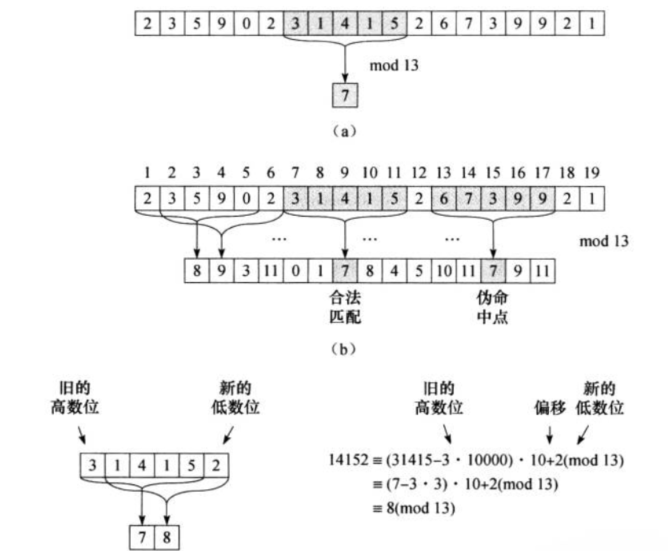 2 3 5 9 0 2 3 1 4 1 5 2 6 7 3 9 9 2 1
mod 13
7
(a)
1 2 3 4 5 6 7 8 9 10 11 12 13 14 15 16 17 18 19
2 3 5 9 0 2 3 1 4 1 5 2 6 7 3 9 9 2 1
… … …
mod 13
8 9 3 11 0 1 7 8 4 5 10 11 7 9 11
合法
匹配
伪命
中点
(b)
旧的
高数位
新的
低数位
3 1 4 1 5 2
7 8
旧的
高数位
偏移
新的
低数位
14152≡(31415-3·10000)·10+2(mod 13)
≡(7-3·3)·10+2(mod 13)
≡8(mod 13)